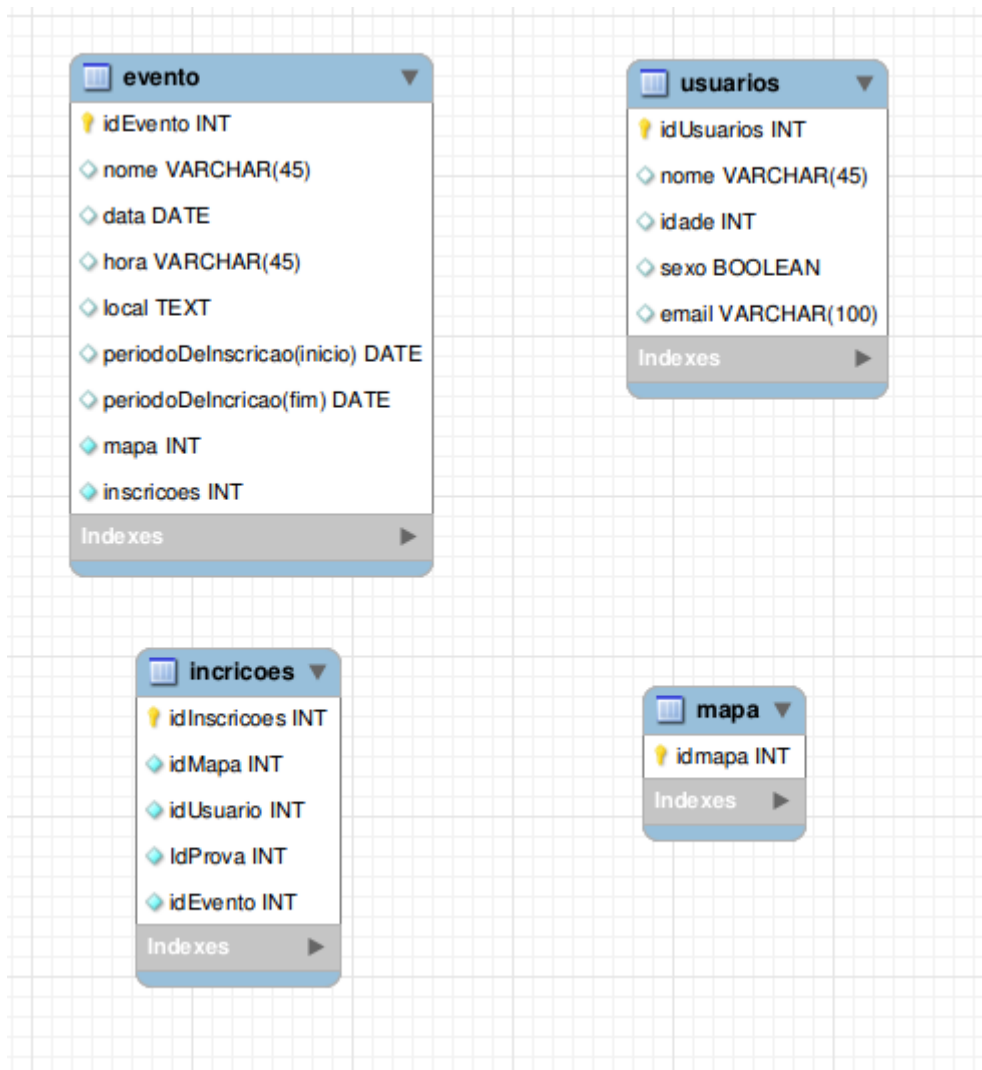 evento
idEvento INT
nome VARCHAR(45)
data DATE
hora VARCHAR(45)
local TEXT
periodoDeInscricao(inicio) DATE
periodoDeIncricao(fim) DATE
mapa INT
inscricoes INT
Indexes
usuarios
idUsuarios INT
nome VARCHAR(45)
idade INT
sexo BOOLEAN
email VARCHAR(100)
Indexes
incricoes
idInscricoes INT
idMapa INT
idUsuario INT
IdProva INT
idEvento INT
Indexes
mapa
idmapa INT
Indexes